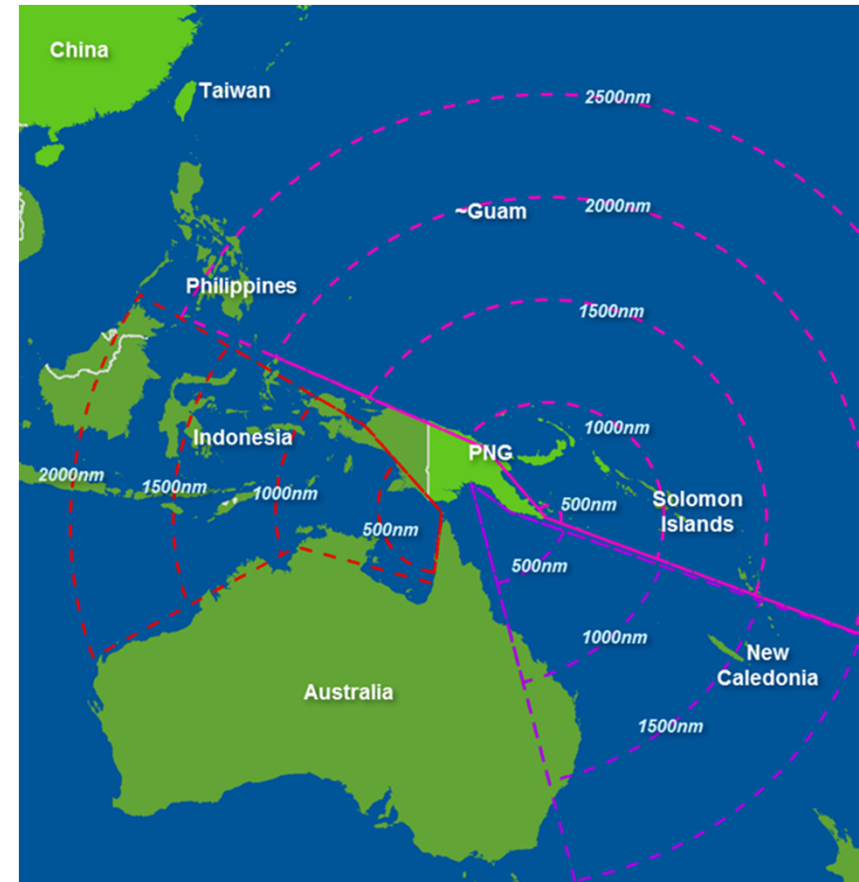 China
Taiwan
2500nm
~Guam
2000nm
Philippines
1500nm
1000nm
Indonesia
PNG
2000nm
1500nm
1000nm
500nm
Solomon
Islands
500nm
500nm
1000nm
New
Caledonia
Australia
1500nm